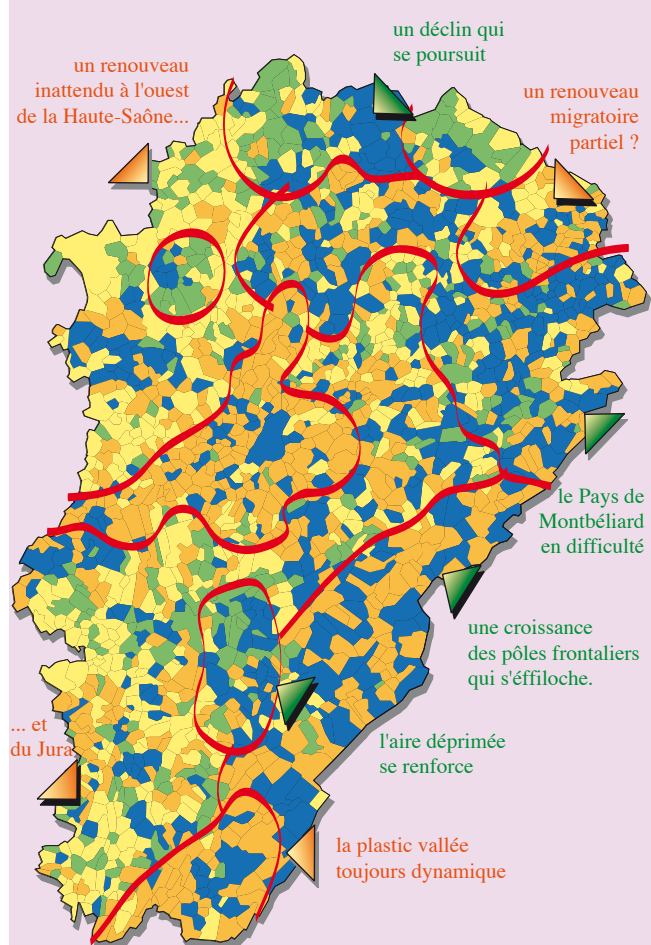 un déclin qui
se poursuit
un renouveau
inattendu à l'ouest
de la Haute-Saône...
un renouveau
migratoire
partiel ?
le Pays de
Montbéliard
en difficulté
une croissance
des pôles frontaliers
qui s'éffiloche.
... et
du Jura
l'aire déprimée
se renforce
la plastic vallée
toujours dynamique